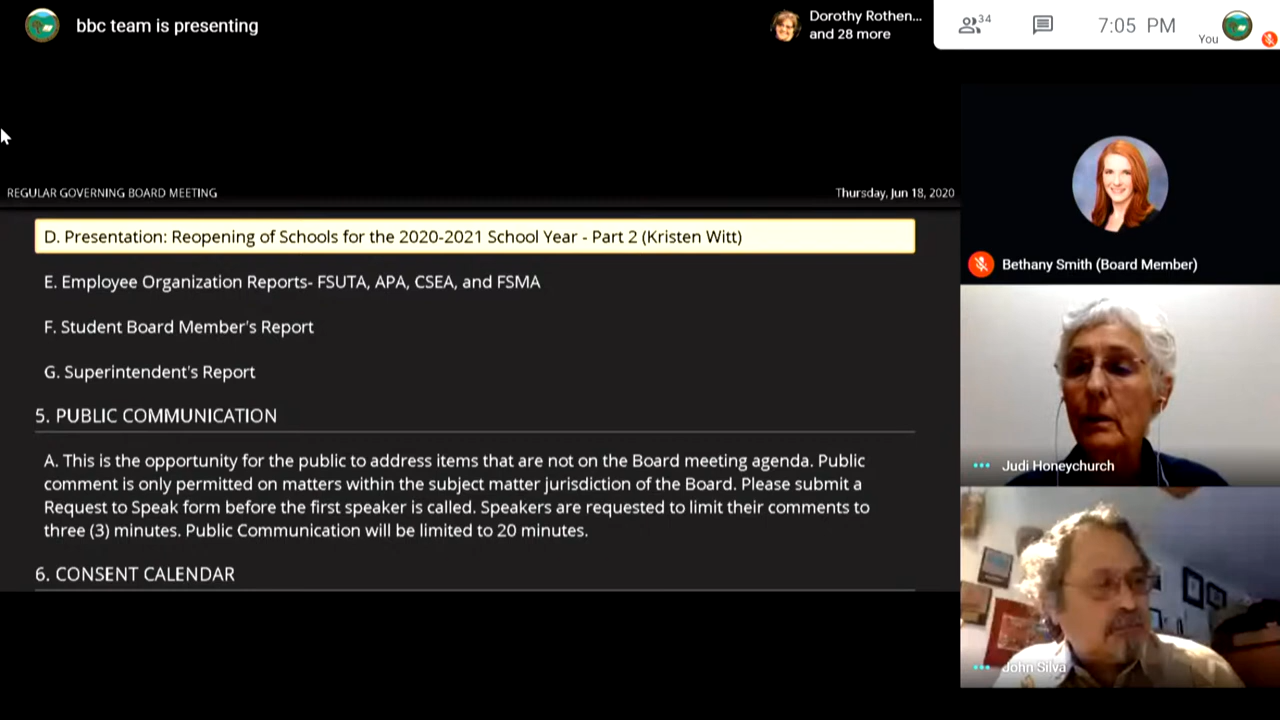 bbc team is presenting
Dorothy Rothen...
and 28 more
34
7:05 PM
You
REGULAR GOVERNING BOARD MEETING
Thursday, Jun 18, 2020
D. Presentation: Reopening of Schools for the 2020-2021 School Year - Part 2 (Kristen Witt)
E. Employee Organization Reports- FSUTA, APA, CSEA, and FSMA
F. Student Board Member's Report
G. Superintendent's Report
5. PUBLIC COMMUNICATION
A. This is the opportunity for the public to address items that are not on the Board meeting agenda. Public
comment is only permitted on matters within the subject matter jurisdiction of the Board. Please submit a
Request to Speak form before the first speaker is called. Speakers are requested to limit their comments to
three (3) minutes. Public Communication will be limited to 20 minutes.
6. CONSENT CALENDAR
Bethany Smith (Board Member)
Judi Honeychurch
John Silva